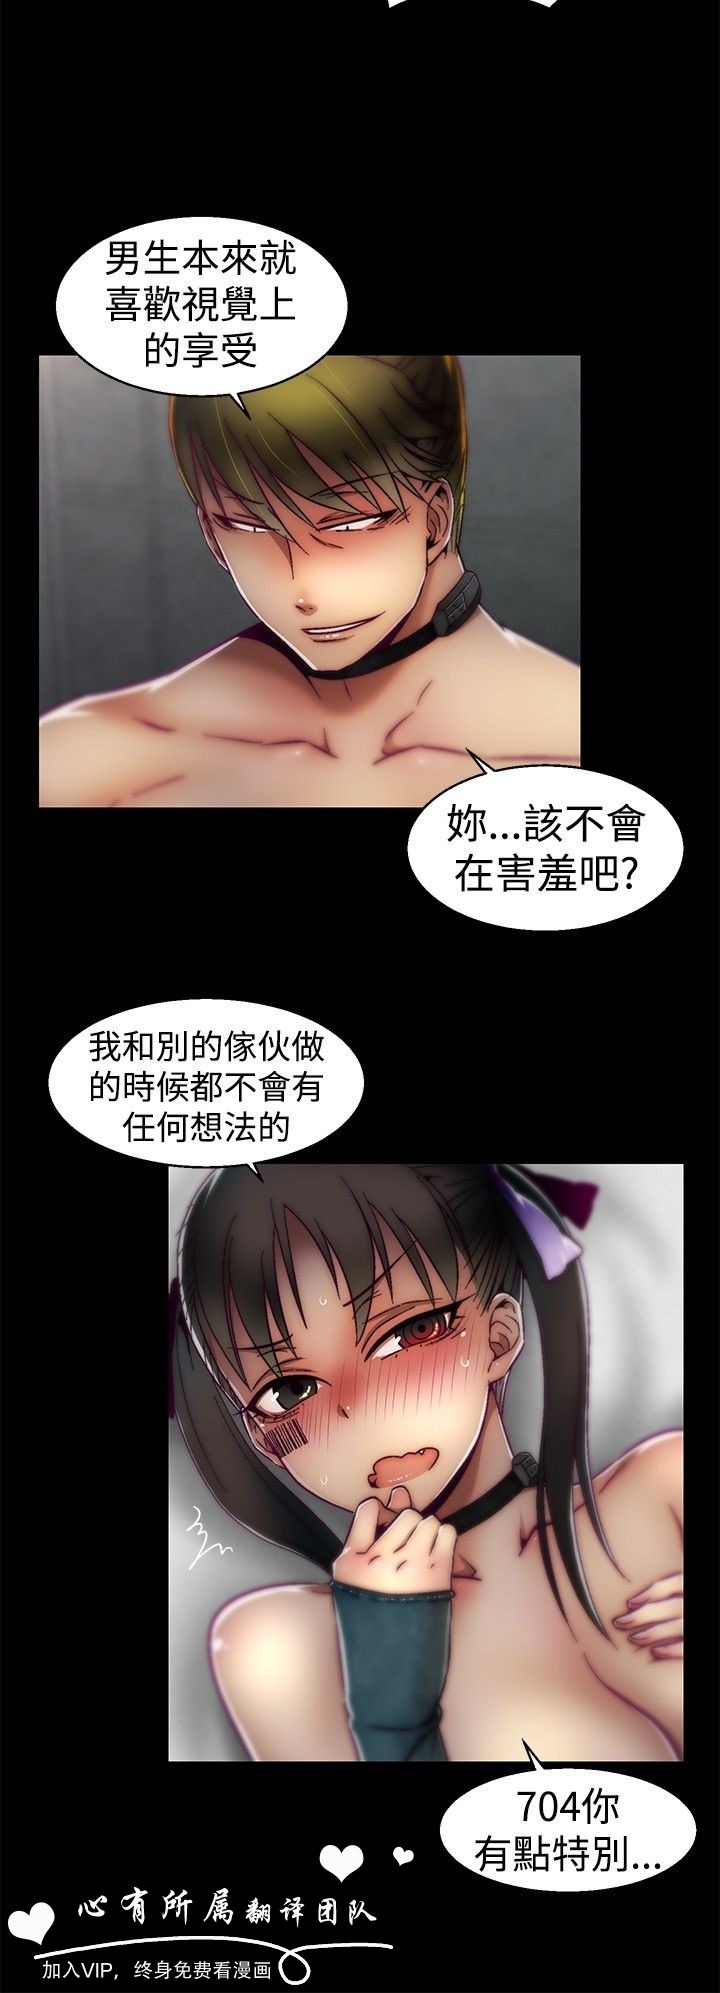 男生本來就
喜歡視覺上
的享受
妳...該不會
在害羞吧?
我和別的傢伙做
的時候都不會有
任何想法的
704你
有點特別...
心有所属翻译团队
加入VIP，终身免费看漫画